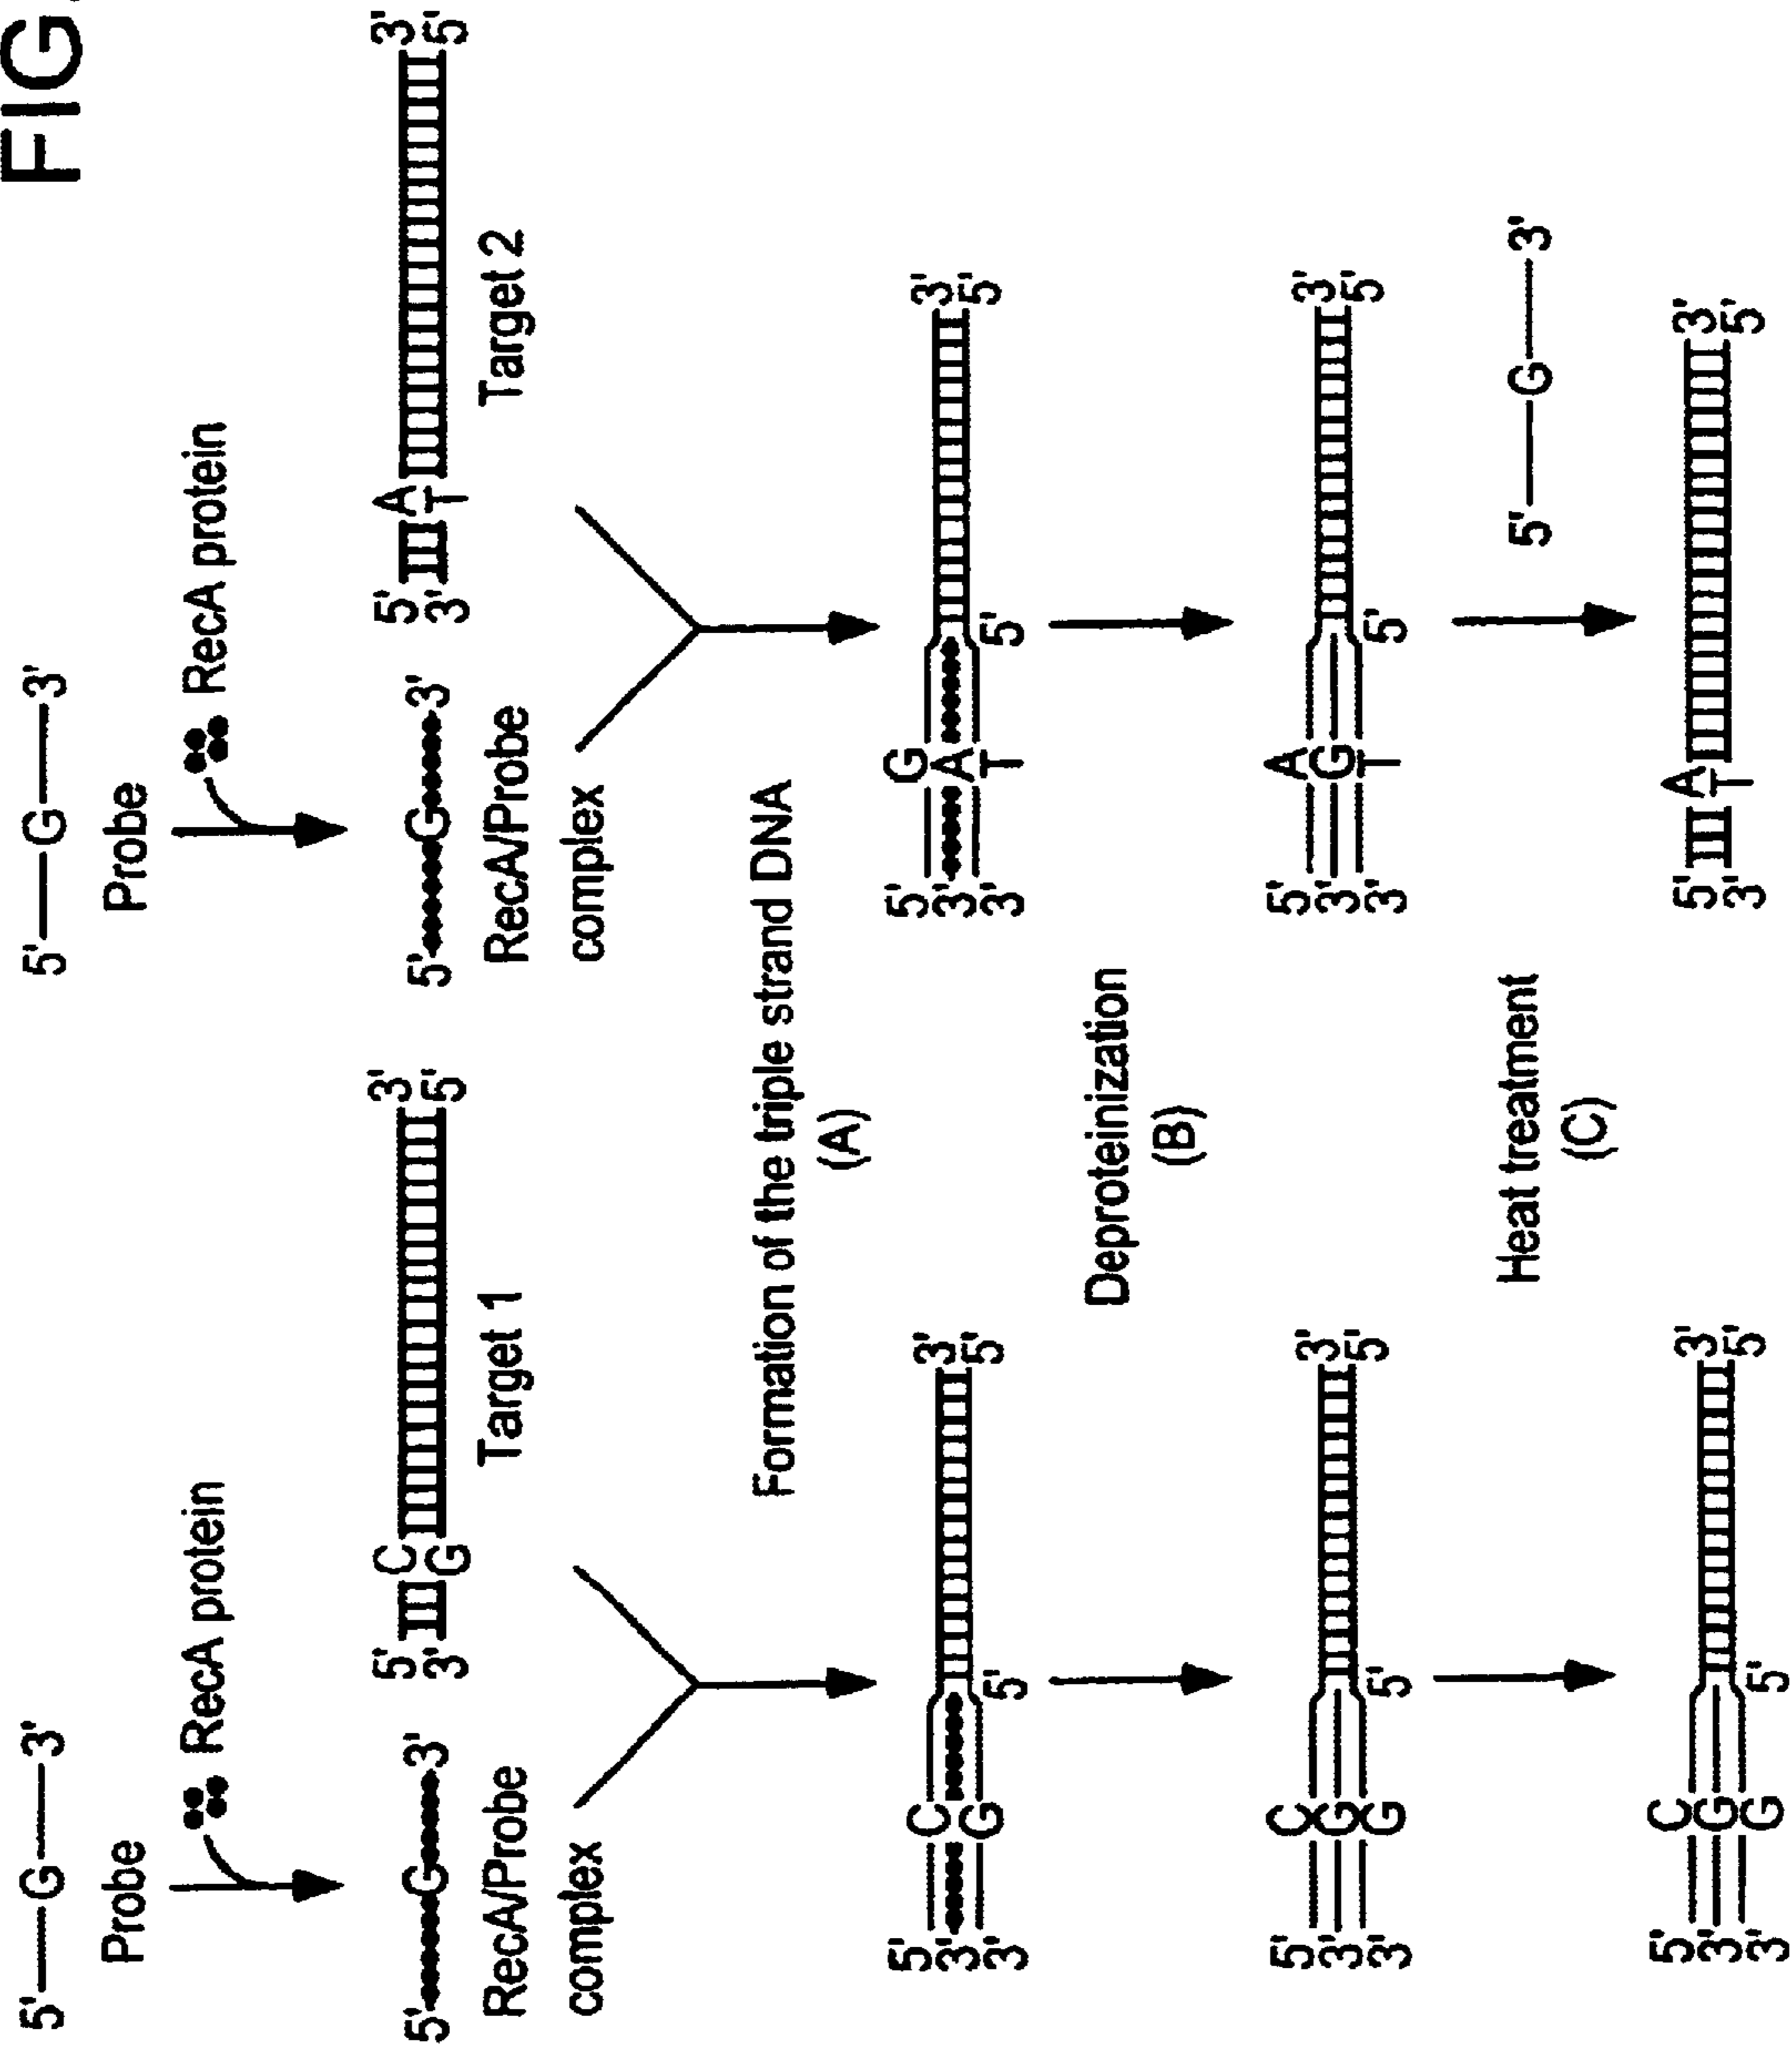 FIG.
5'—G—3'
Probe
RecA protein
5' G 3'
RecA/Probe
complex
5' C 3'
3' G 5'
Target 1
5'—G—3'
Probe
RecA protein
5' G 3'
RecA/Probe
complex
5' A 3'
3' T 5'
Target 2
Formation of the triple strand DNA
(A)
5' C 3'
3' 5'
3' G 5'
5' G 3'
3' A 5'
3' T 5'
Deproteinization
(B)
5' C 3'
3' G 5'
3' G 5'
5' A 3'
3' G 5'
3' T 5'
Heat treatment
(C)
5' C 3'
3' G 5'
3' G 5'
5'—G—3'
5' A 3'
3' T 5'